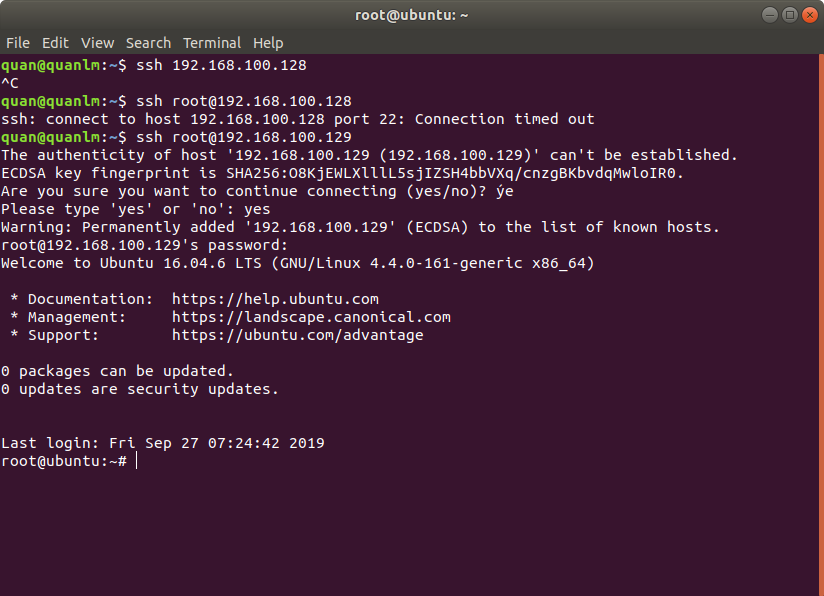 root@ubuntu: ~
File Edit View Search Terminal Help
quan@quanlm:~$ ssh 192.168.100.128
^C
quan@quanlm:~$ ssh root@192.168.100.128
ssh: connect to host 192.168.100.128 port 22: Connection timed out
quan@quanlm:~$ ssh root@192.168.100.129
The authenticity of host '192.168.100.129 (192.168.100.129)' can't be established.
ECDSA key fingerprint is SHA256:O8KjEWLXlllL5sjIZSH4bbVXq/cnzgBKbvdqMwloIR0.
Are you sure you want to continue connecting (yes/no)? ýe
Please type 'yes' or 'no': yes
Warning: Permanently added '192.168.100.129' (ECDSA) to the list of known hosts.
root@192.168.100.129's password:
Welcome to Ubuntu 16.04.6 LTS (GNU/Linux 4.4.0-161-generic x86_64)
* Documentation:  https://help.ubuntu.com
* Management:     https://landscape.canonical.com
* Support:        https://ubuntu.com/advantage
0 packages can be updated.
0 updates are security updates.
Last login: Fri Sep 27 07:24:42 2019
root@ubuntu:~#